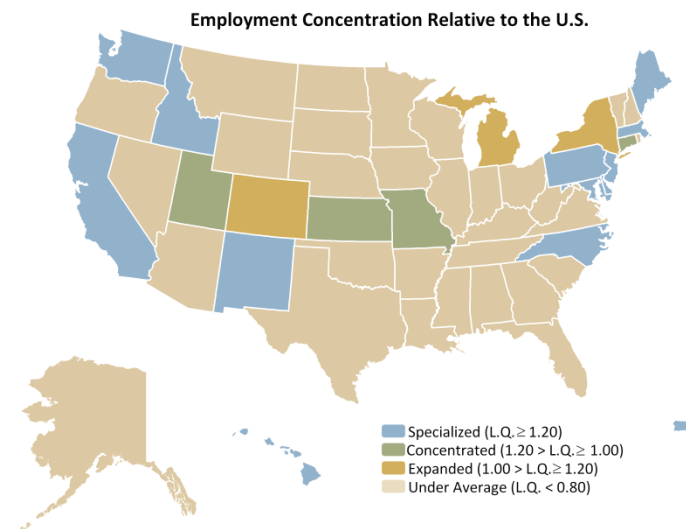 Employment Concentration Relative to the U.S.
Specialized (L.Q.≥ 1.20)
Concentrated (1.20 > L.Q.≥ 1.00)
Expanded (1.00 > L.Q.≥ 1.20)
Under Average (L.Q. < 0.80)